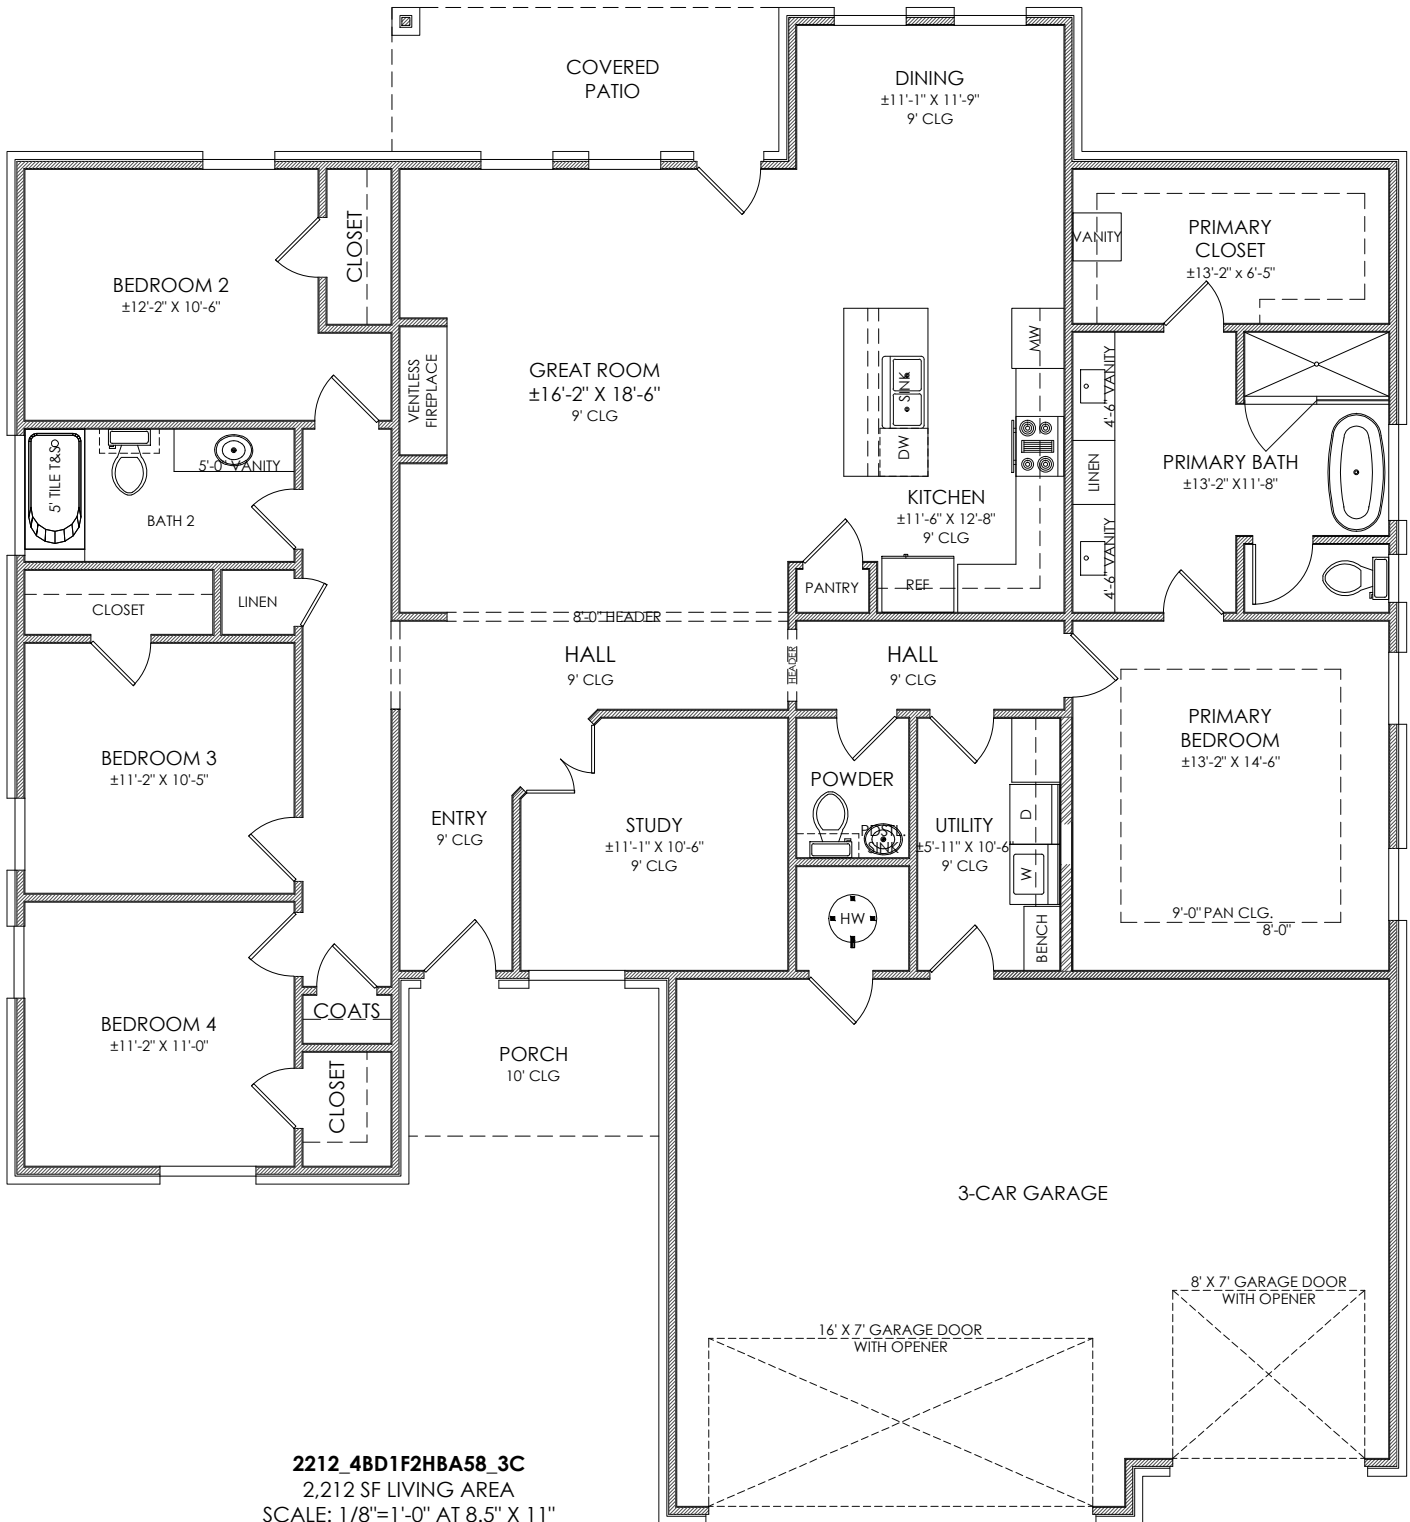 COVERED
PATIO
DINING
±11'-1" X 11'-9"
9' CLG
BEDROOM 2
±12'-2" X 10'-6"
CLOSET
VANITY
PRIMARY
CLOSET
±13'-2" x 6'-5"
GREAT ROOM
±16'-2" X 18'-6"
9' CLG
VENTLESS
FIREPLACE
SINK
DW
MW
4'-6" VANITY
LINEN
4'-6" VANITY
PRIMARY BATH
±13'-2" X11'-8"
5' TILE T&S
5'-0" VANITY
BATH 2
KITCHEN
±11'-6" X 12'-8"
9' CLG
PANTRY
REF
CLOSET
LINEN
8'-0" HEADER
HALL
9' CLG
HEADER
HALL
9' CLG
BEDROOM 3
±11'-2" X 10'-5"
PRIMARY
BEDROOM
±13'-2" X 14'-6"
9'-0" PAN CLG.
8'-0"
ENTRY
9' CLG
STUDY
±11'-1" X 10'-6"
9' CLG
POWDER
PDSTL.
SINK
UTILITY
±5'-11" X 10'-6"
9' CLG
D
W
BENCH
HW
BEDROOM 4
±11'-2" X 11'-0"
COATS
CLOSET
PORCH
10' CLG
3-CAR GARAGE
16' X 7' GARAGE DOOR
WITH OPENER
8' X 7' GARAGE DOOR
WITH OPENER
2212_4BD1F2HBA58_3C
2,212 SF LIVING AREA
SCALE: 1/8"=1'-0" AT 8.5" X 11"